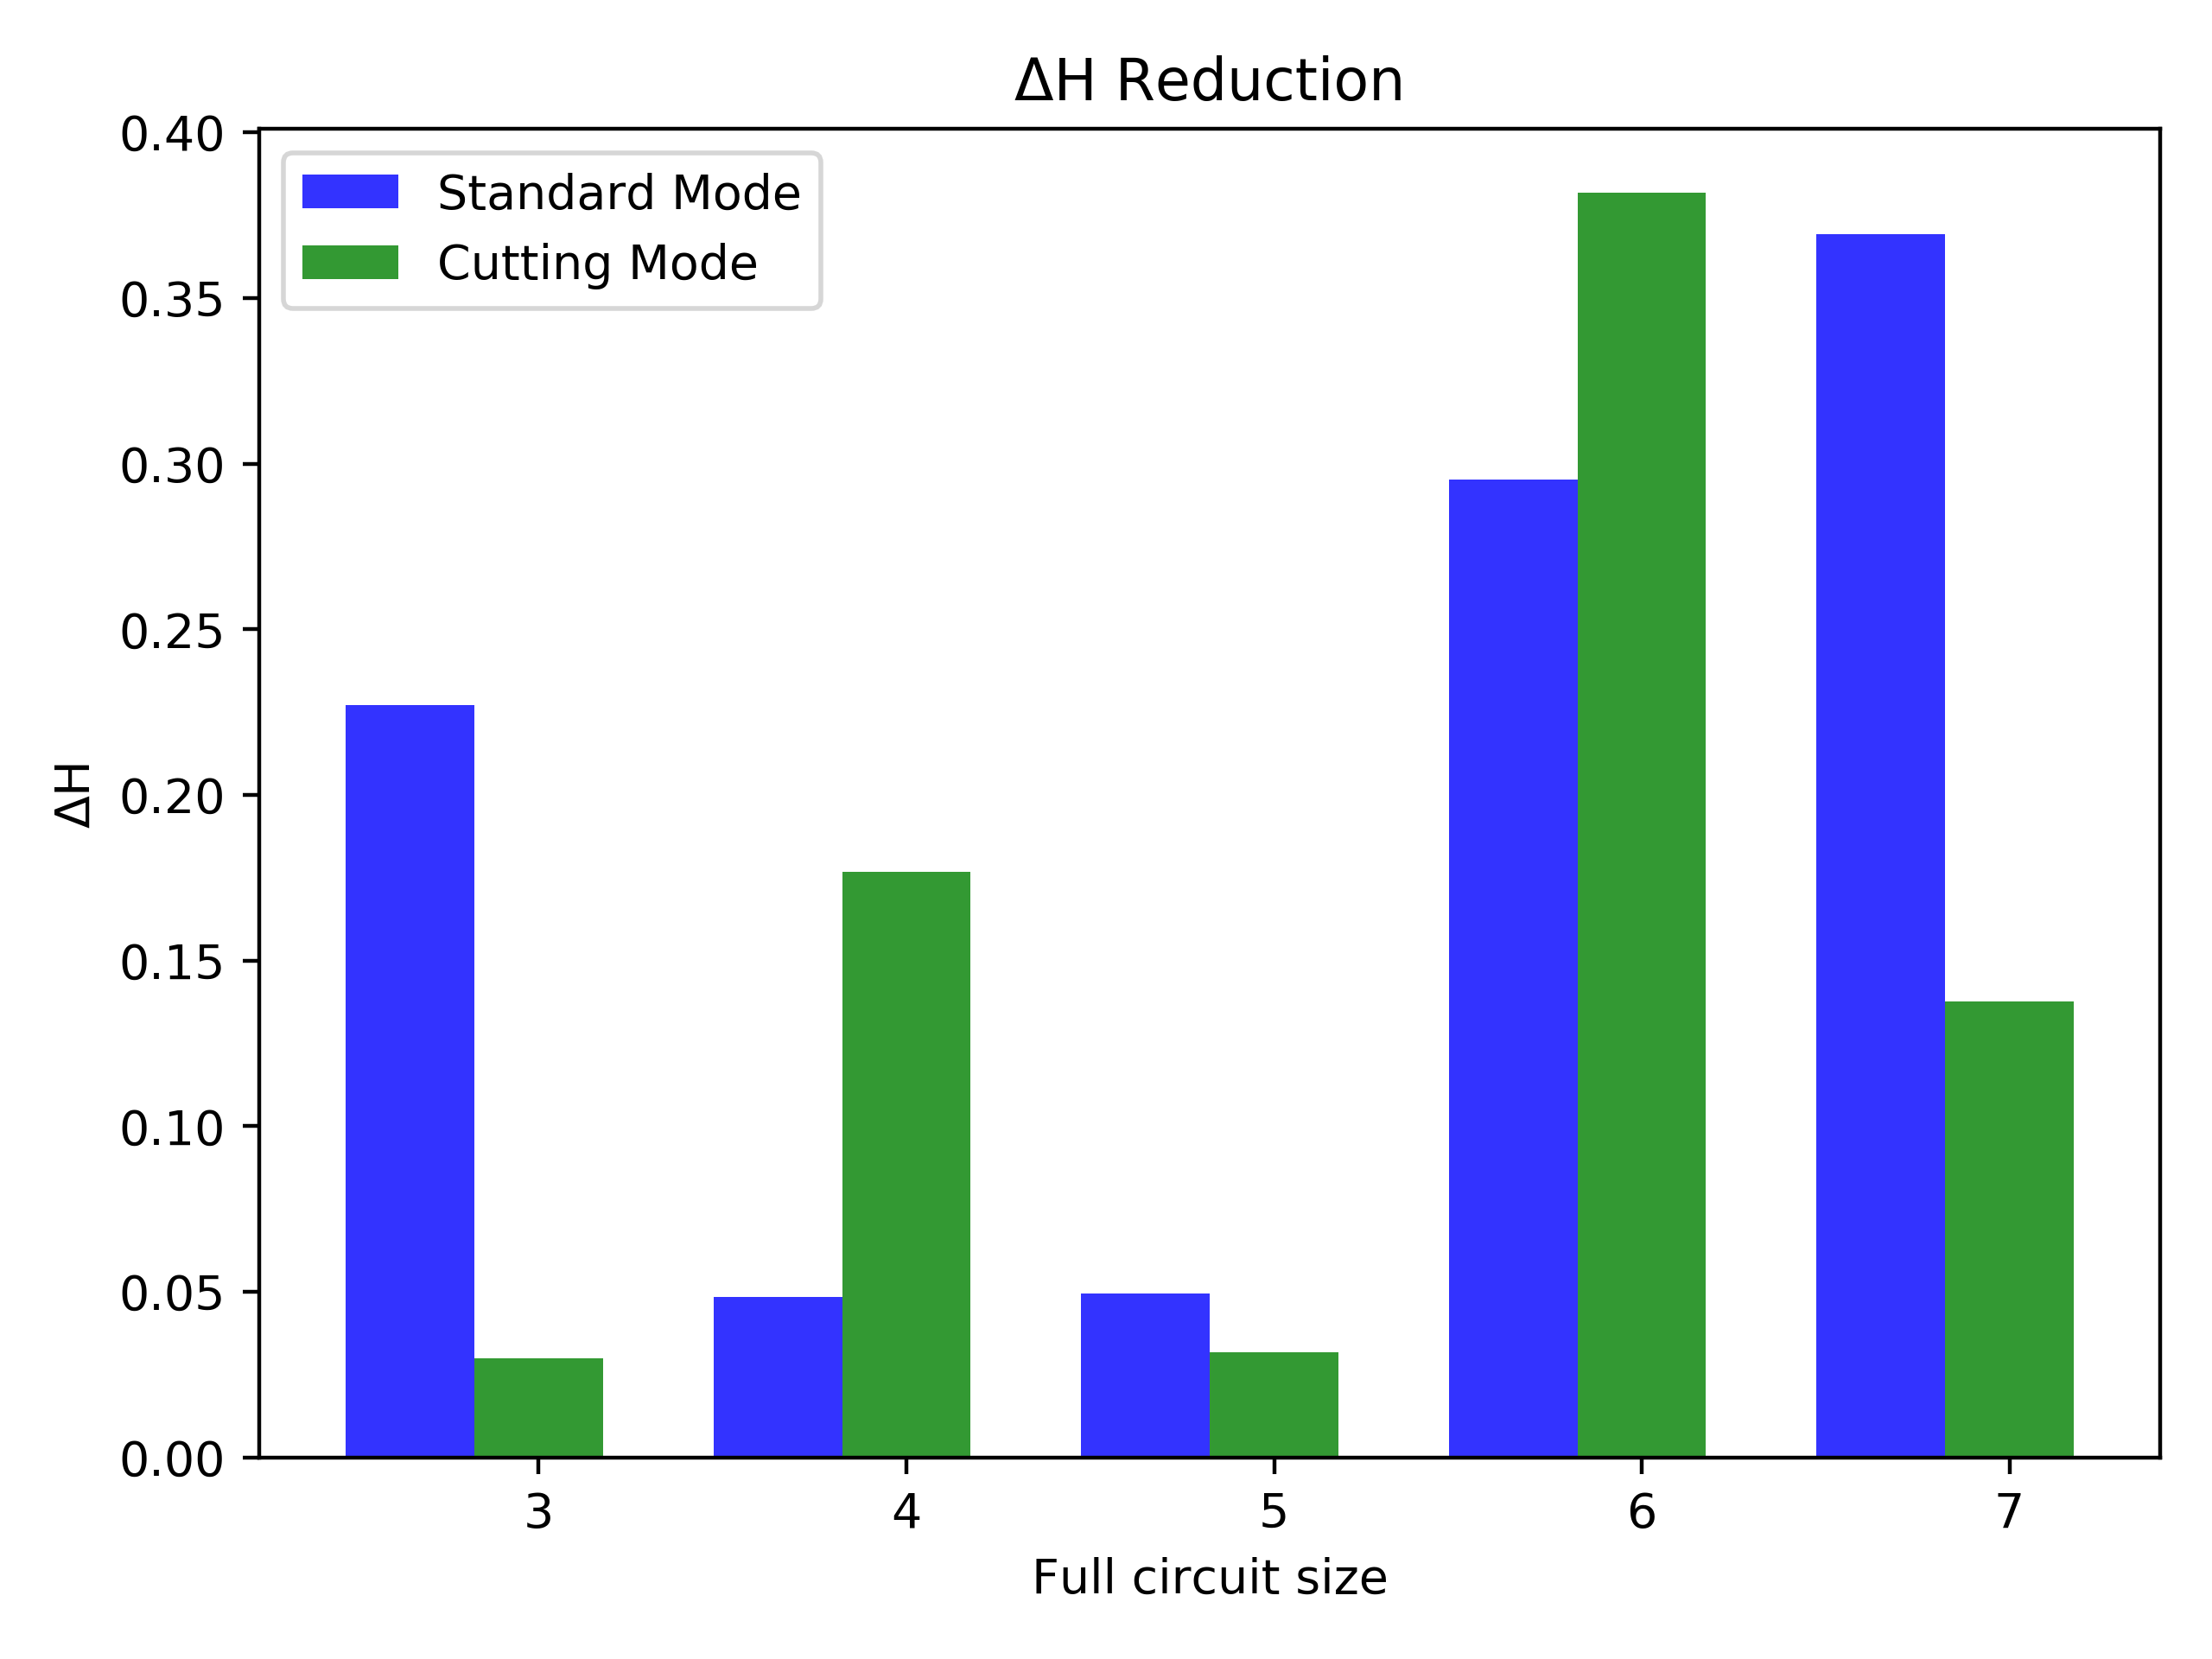 ΔH Reduction
0.40
0.35
0.30
0.25
0.20
0.15
0.10
0.05
0.00
ΔH
Standard Mode
Cutting Mode
3 4 5 6 7
Full circuit size